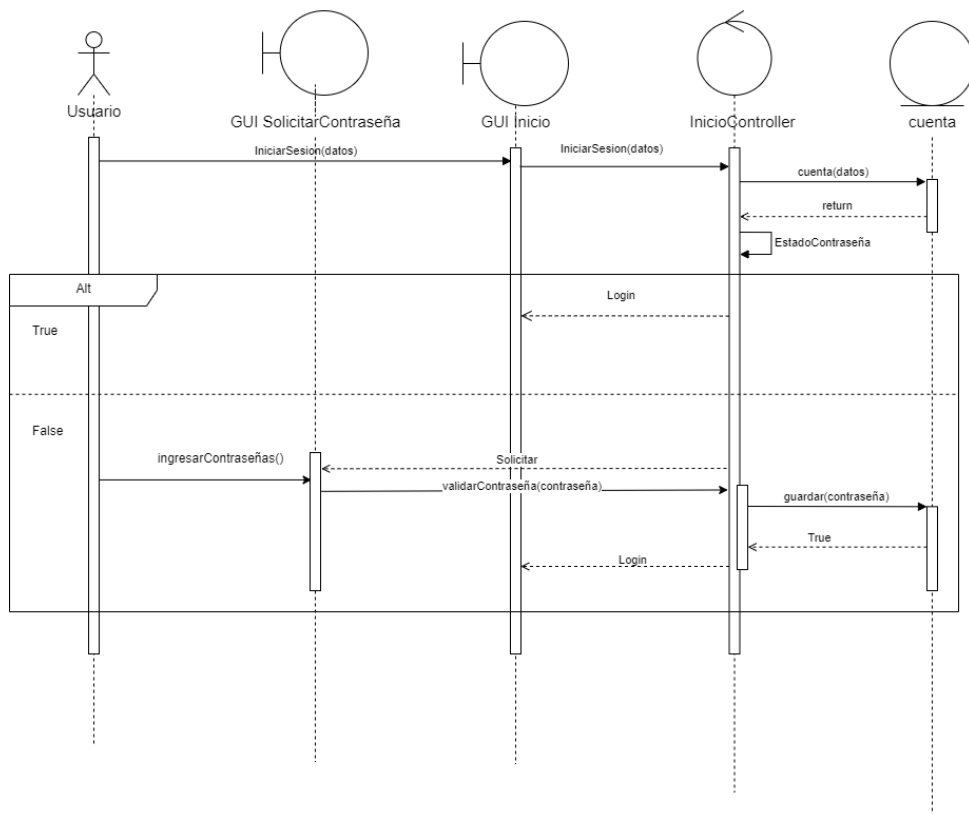 Usuario
GUI SolicitarContraseña
GUI Inicio
InicioController
cuenta
IniciarSesion(datos)
IniciarSesion(datos)
cuenta(datos)
return
EstadoContraseña
Alt
Login
True
False
Solicitar
ingresarContraseñas()
validarContraseña(contraseña)
guardar(contraseña)
True
Login